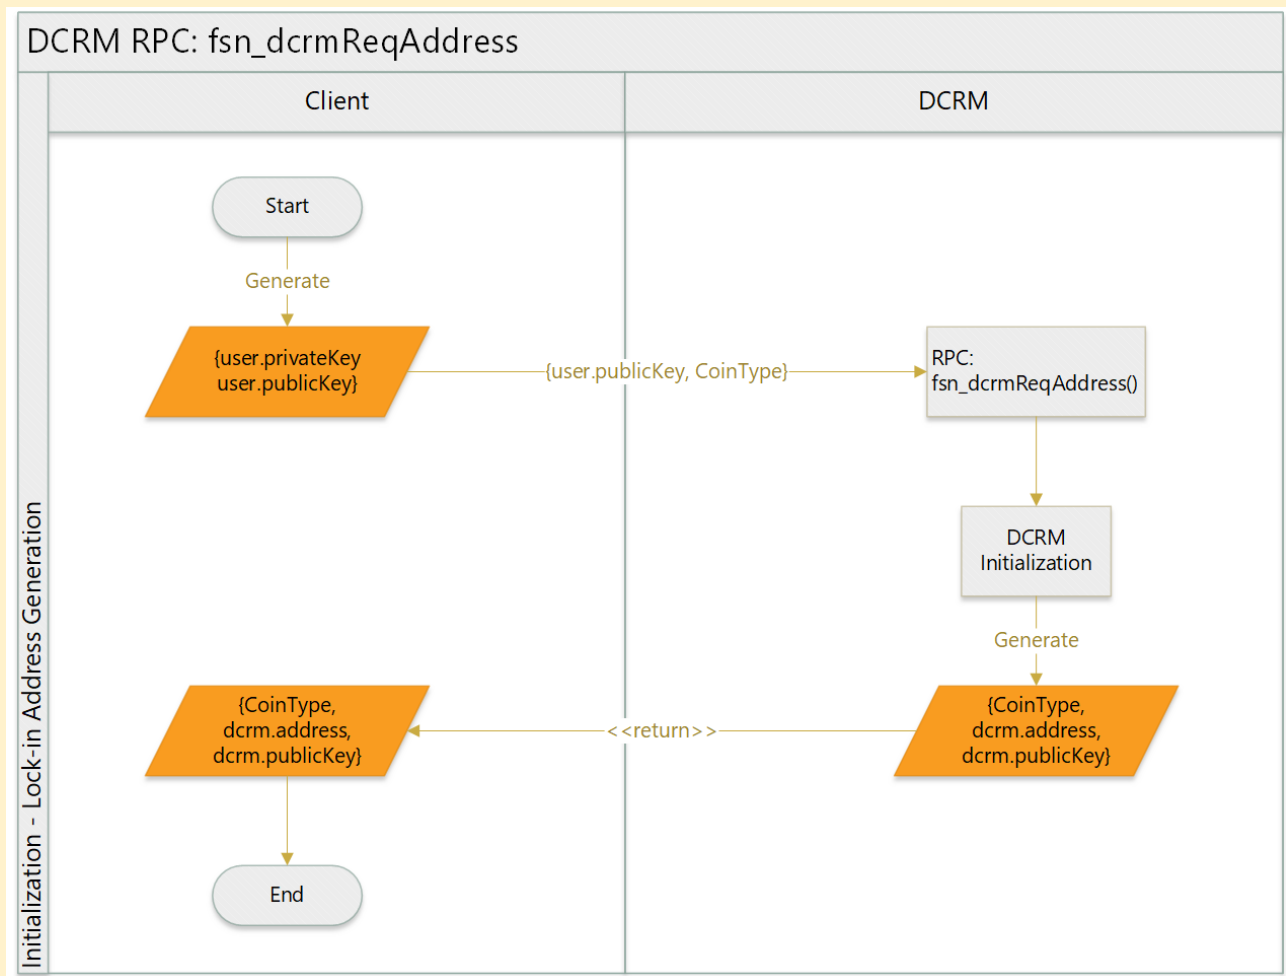 DCRM RPC: fsn_dcrmReqAddress
Client
DCRM
Initialization - Lock-in Address Generation
Start
Generate
{user.privateKey
user.publicKey}
{user.publicKey, CoinType}
RPC:
fsn_dcrmReqAddress()
DCRM
Initialization
Generate
{CoinType,
dcrm.address,
dcrm.publicKey}
<<return>>
{CoinType,
dcrm.address,
dcrm.publicKey}
End